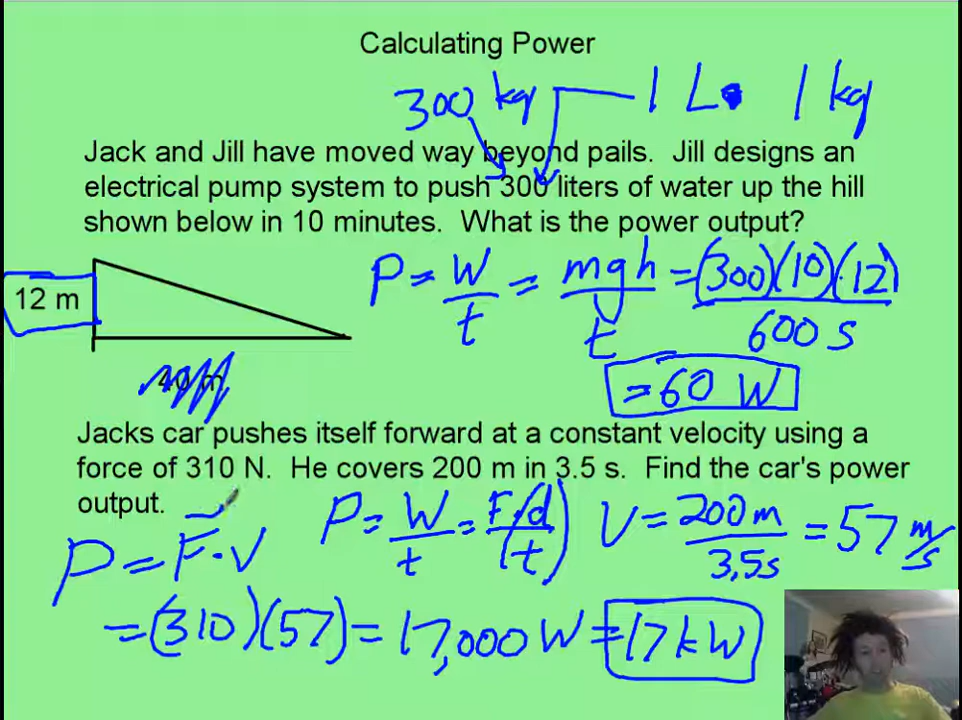 Calculating Power
300 kg 1 L 1 kg
Jack and Jill have moved way beyond pails. Jill designs an
electrical pump system to push 300 liters of water up the hill
shown below in 10 minutes. What is the power output?
12 m
P = W/t = mgh/t = (300)(10)(12)/600 s
= 60 W
40 m
Jacks car pushes itself forward at a constant velocity using a
force of 310 N. He covers 200 m in 3.5 s. Find the car's power
output.
P = W/t = F·d/(t) V = 200m/3.5s = 57 m/s
P = F·V
= (310)(57) = 17,000 W = 17 kW